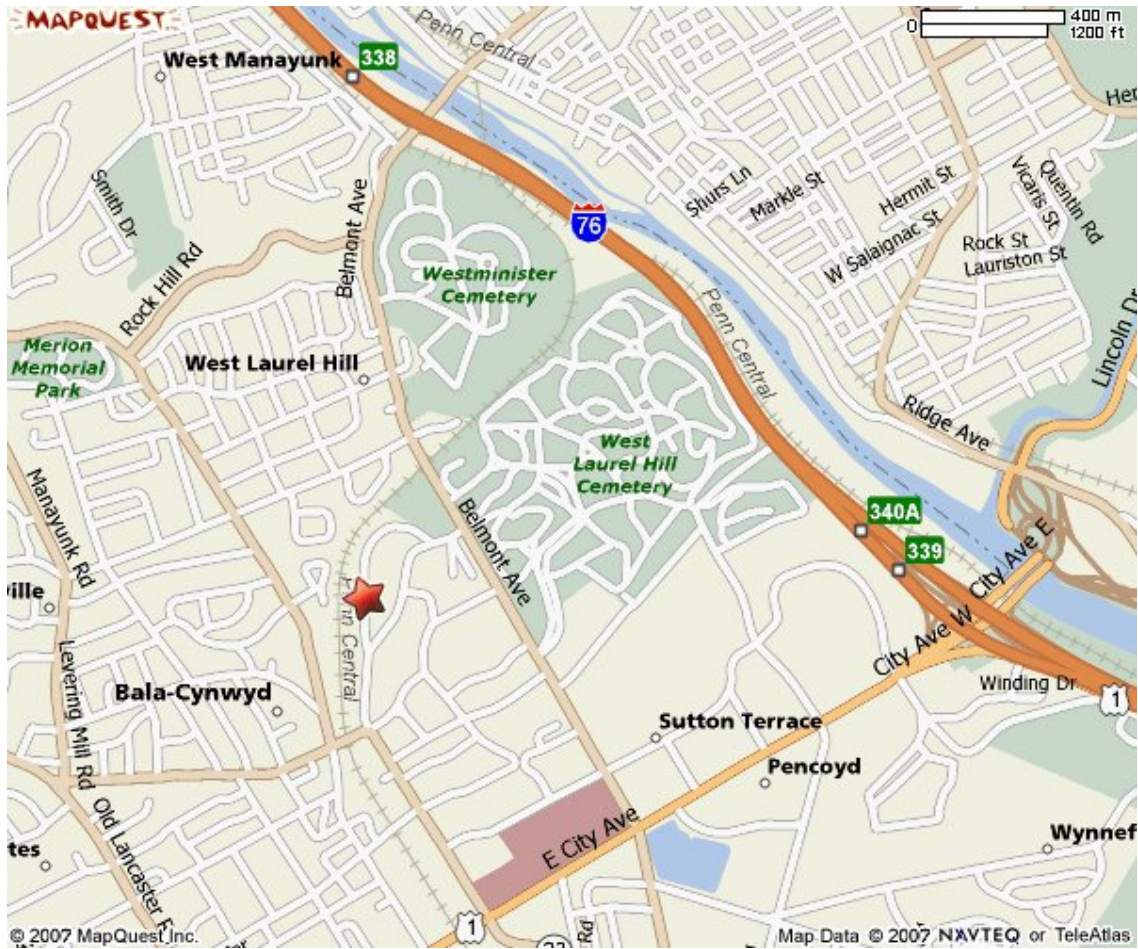 MAPQUEST
Penn Central
0
400 m
1200 ft
West Manayunk
338
Her
Smith Dr
Belmont Ave
Shurs Ln
Markle St
Hermit St
Vicaris St
Quentin Rd
76
W Salaignac St
Rock St
Lauriston St
Rock Hill Rd
Westminister
Cemetery
Penn Central
Lincoln Dr
Merion
Memorial
Park
West Laurel Hill
Ridge Ave
West
Laurel Hill
Cemetery
Manayunk Rd
Belmont Ave
340A
339
City Ave E
ville
Penn Central
City Ave W
Levering Mill Rd
Bala-Cynwyd
Winding Dr
1
Sutton Terrace
Pencoyd
Old Lancaster R
E City Ave
Wynnef
tes
1
23
Rd
© 2007 MapQuest Inc.
Map Data © 2007 NAVTEQ or TeleAtlas